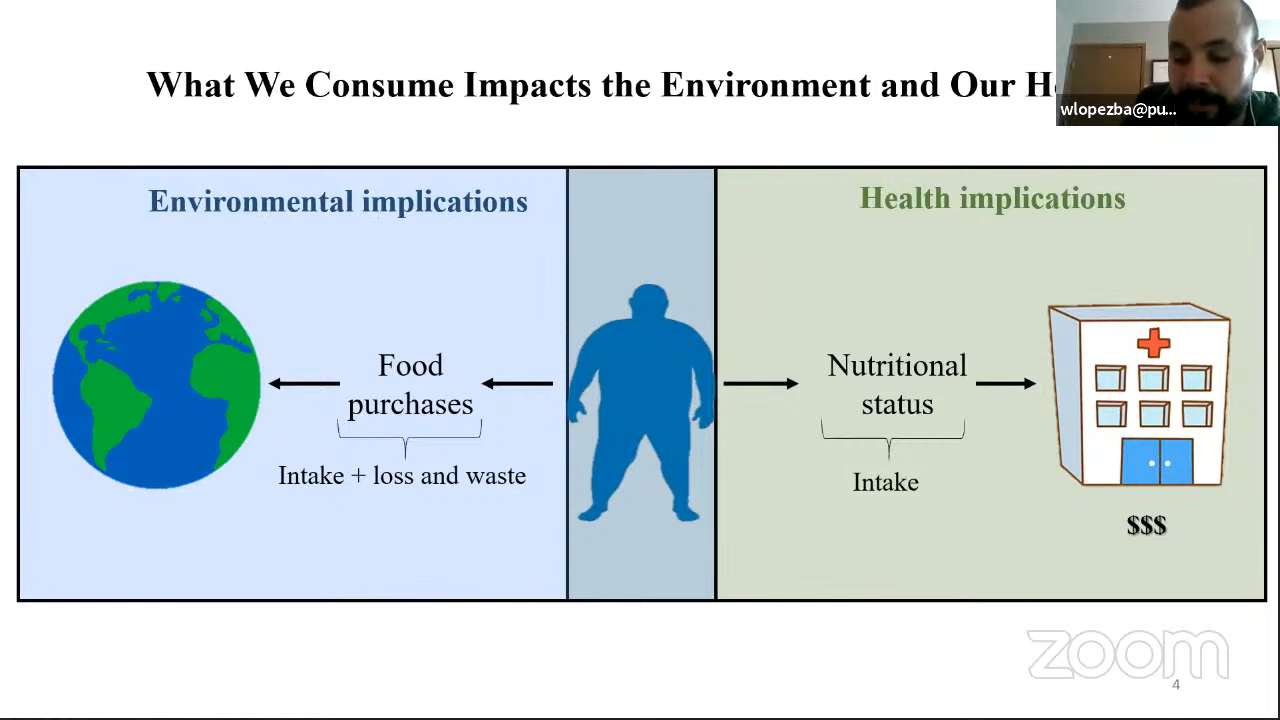 What We Consume Impacts the Environment and Our
wlopezba@pu...
Environmental implications
Health implications
Food
purchases
Intake + loss and waste
Nutritional
status
Intake
$$$
zoom
4